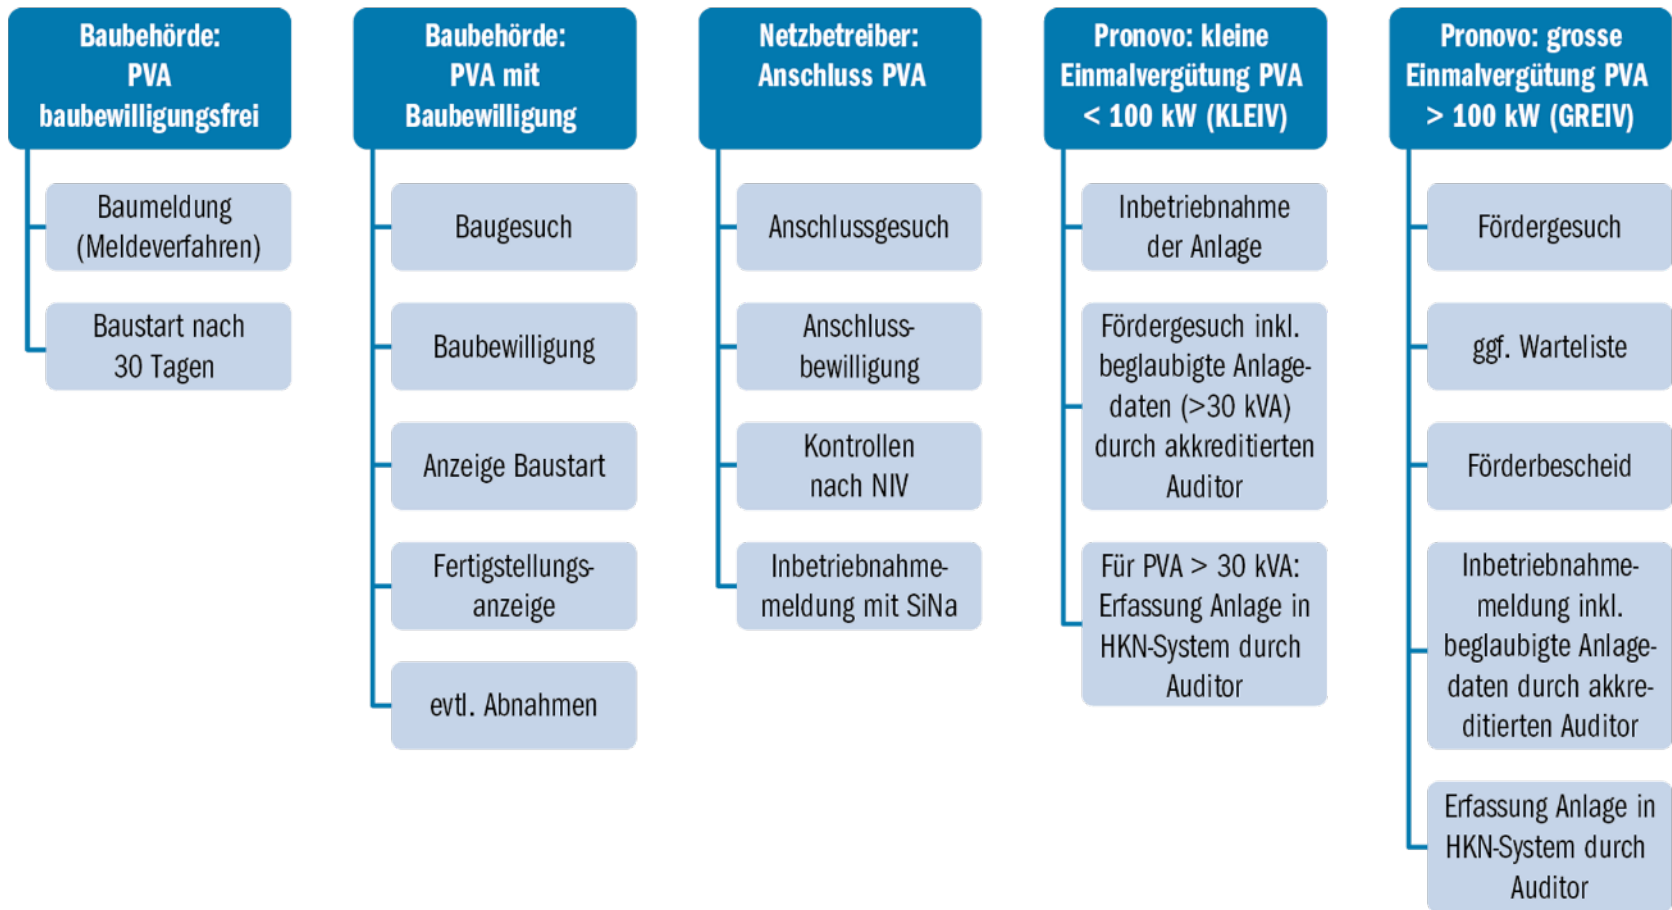 Baubehörde:
PVA
baubewilligungsfrei
Baumeldung
(Meldeverfahren)
Baustart nach
30 Tagen
Baubehörde:
PVA mit
Baubewilligung
Baugesuch
Baubewilligung
Anzeige Baustart
Fertigstellungs-
anzeige
evtl. Abnahmen
Netzbetreiber:
Anschluss PVA
Anschlussgesuch
Anschluss-
bewilligung
Kontrollen
nach NIV
Inbetriebnahme-
meldung mit SiNa
Pronovo: kleine
Einmalvergütung PVA
< 100 kW (KLEIV)
Inbetriebnahme
der Anlage
Fördergesuch inkl.
beglaubigte Anlage-
daten (>30 kVA)
durch akkreditierten
Auditor
Für PVA > 30 kVA:
Erfassung Anlage in
HKN-System durch
Auditor
Pronovo: grosse
Einmalvergütung PVA
> 100 kW (GREIV)
Fördergesuch
ggf. Warteliste
Förderbescheid
Inbetriebnahme-
meldung inkl.
beglaubigte Anlage-
daten durch akkre-
ditierten Auditor
Erfassung Anlage in
HKN-System durch
Auditor